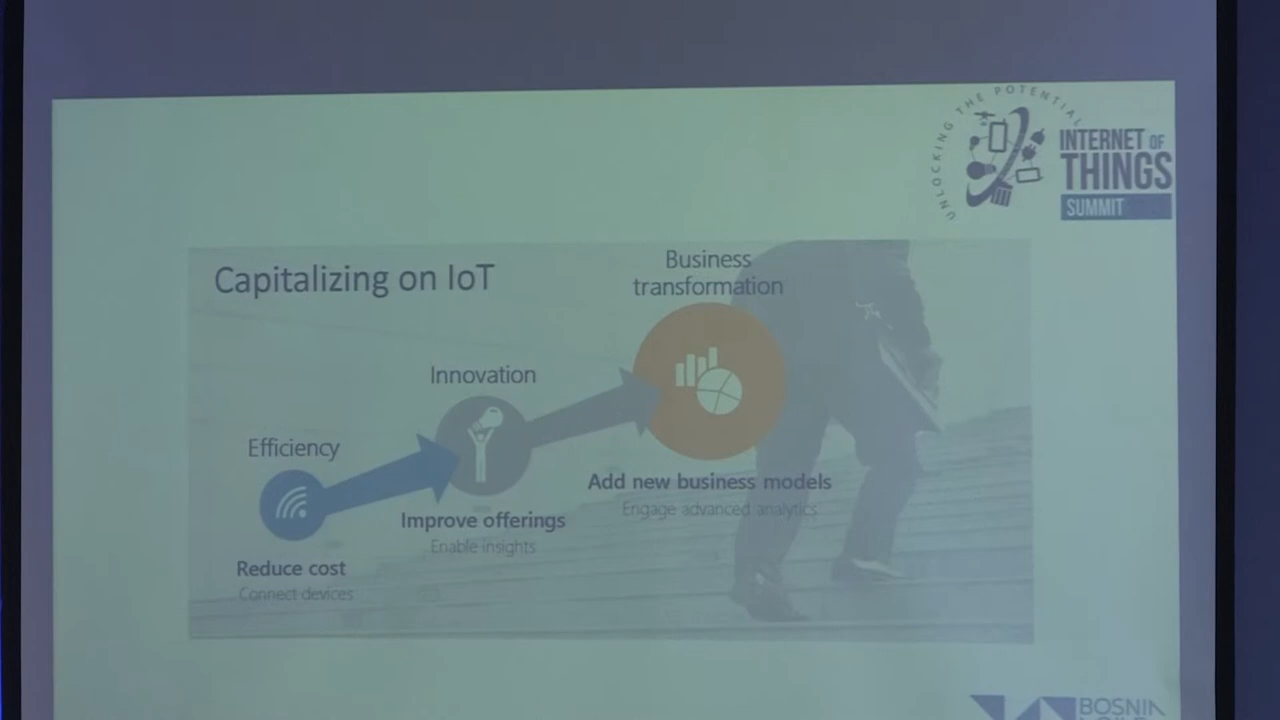 UNLOCKING THE POTENTIAL
INTERNET OF
THINGS
SUMMIT
Capitalizing on IoT
Business
transformation
Innovation
Efficiency
Add new business models
Engage advanced analytics
Improve offerings
Enable insights
Reduce cost
Connect devices
BOSNIA